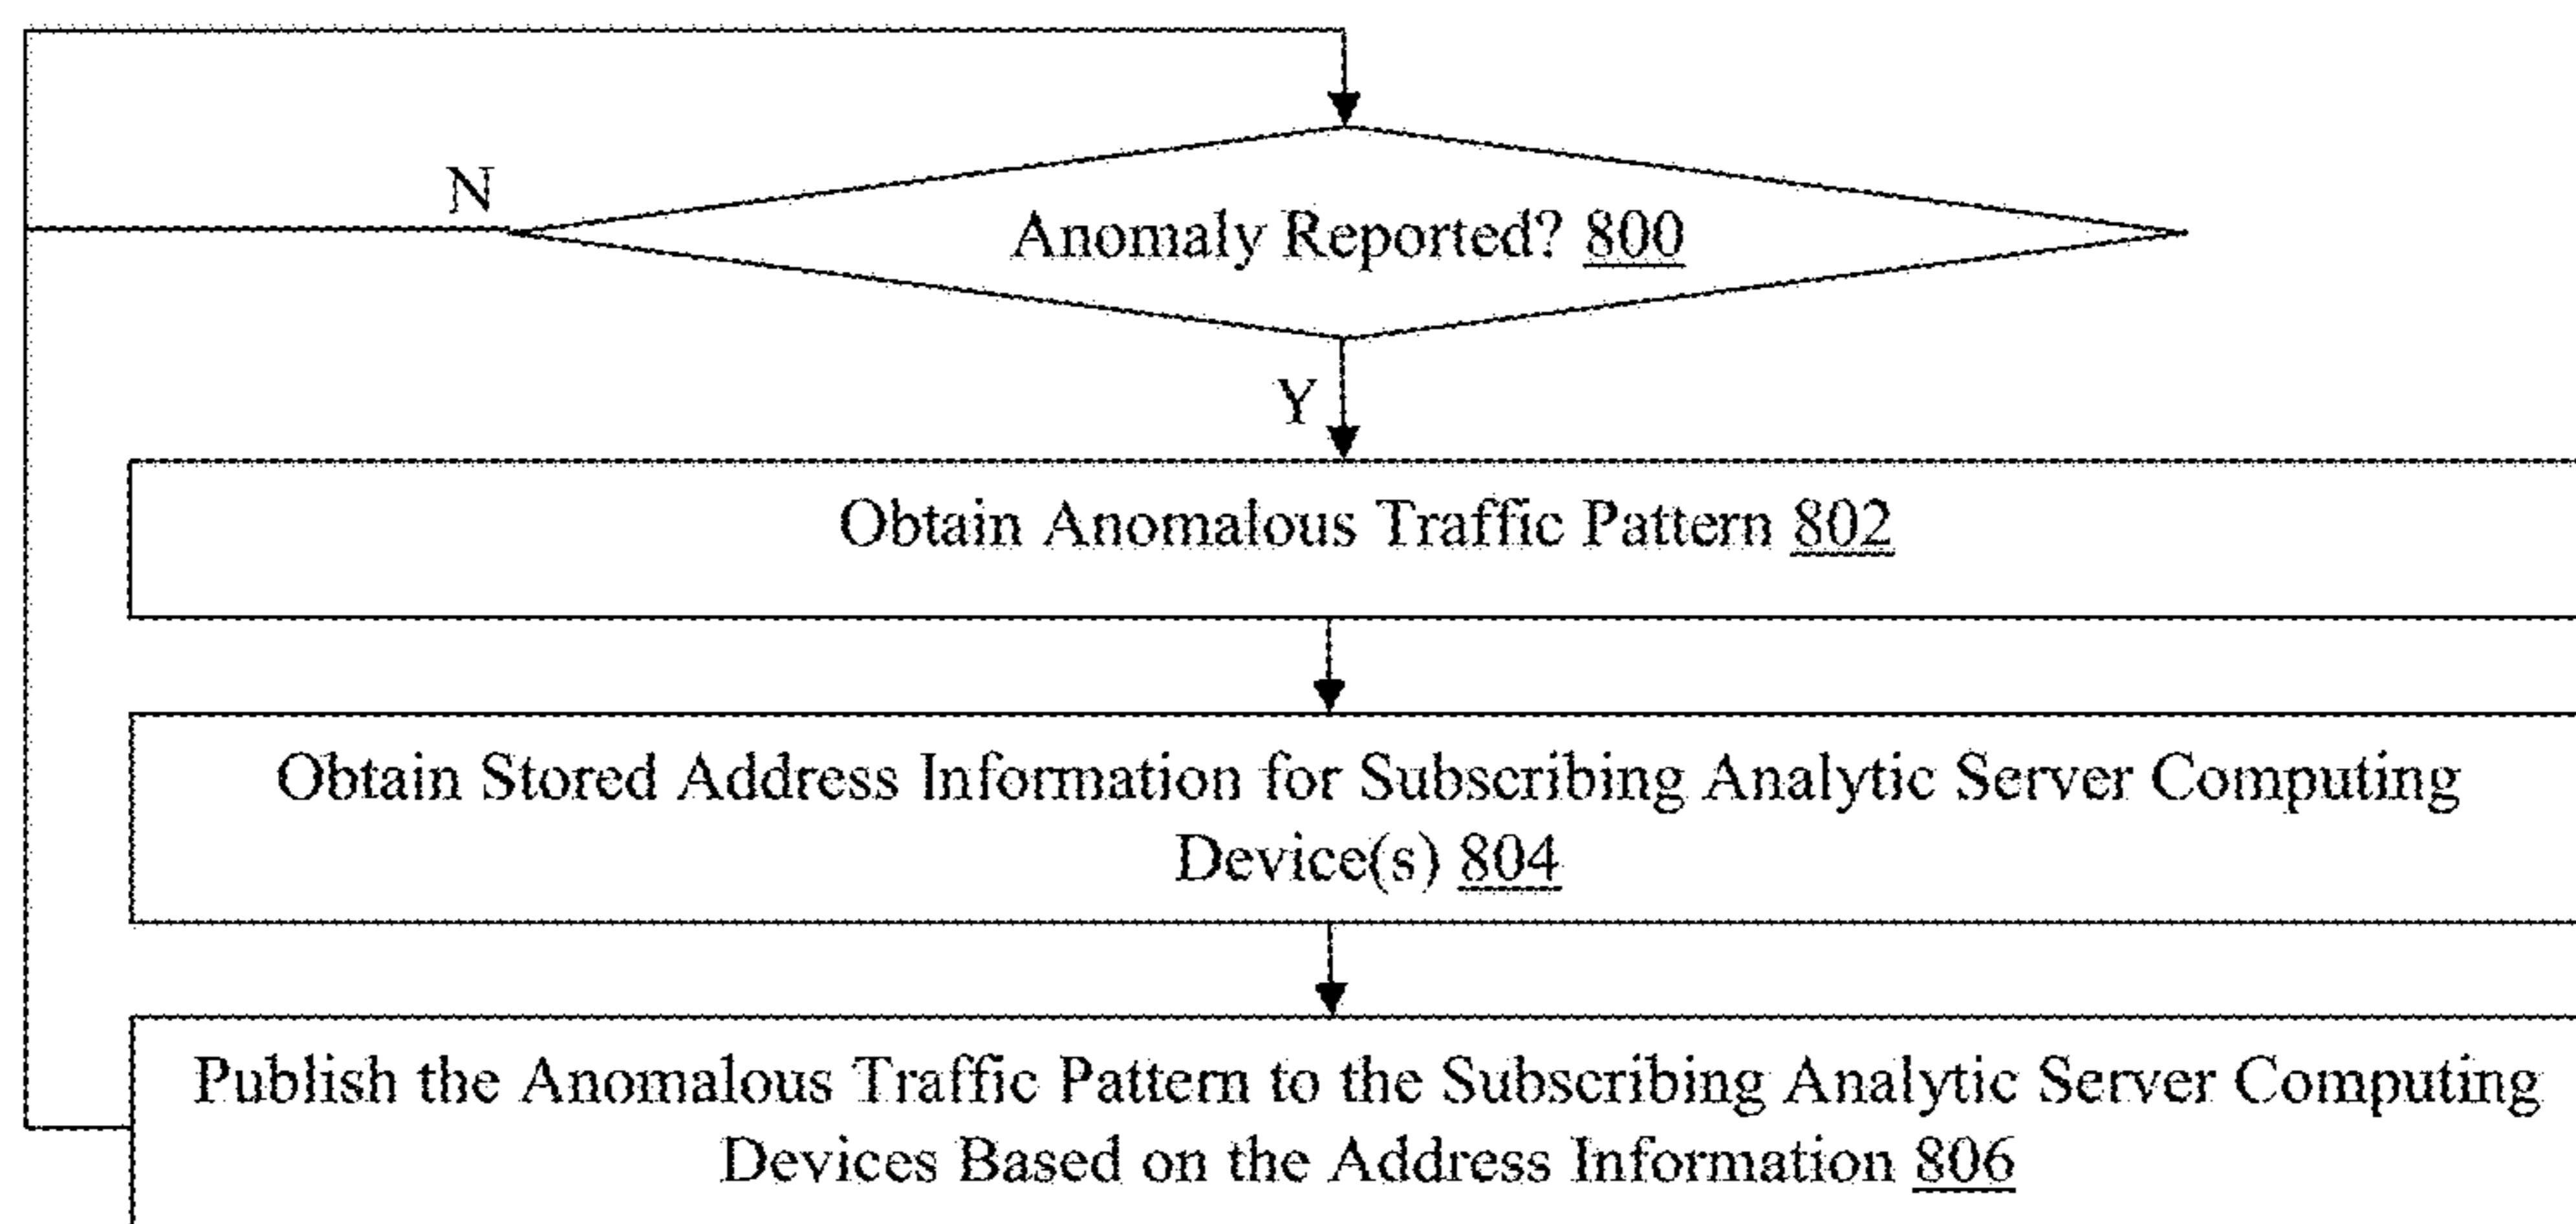 N
Anomaly Reported? 800
Y
Obtain Anomalous Traffic Pattern 802
Obtain Stored Address Information for Subscribing Analytic Server Computing
Device(s) 804
Publish the Anomalous Traffic Pattern to the Subscribing Analytic Server Computing
Devices Based on the Address Information 806